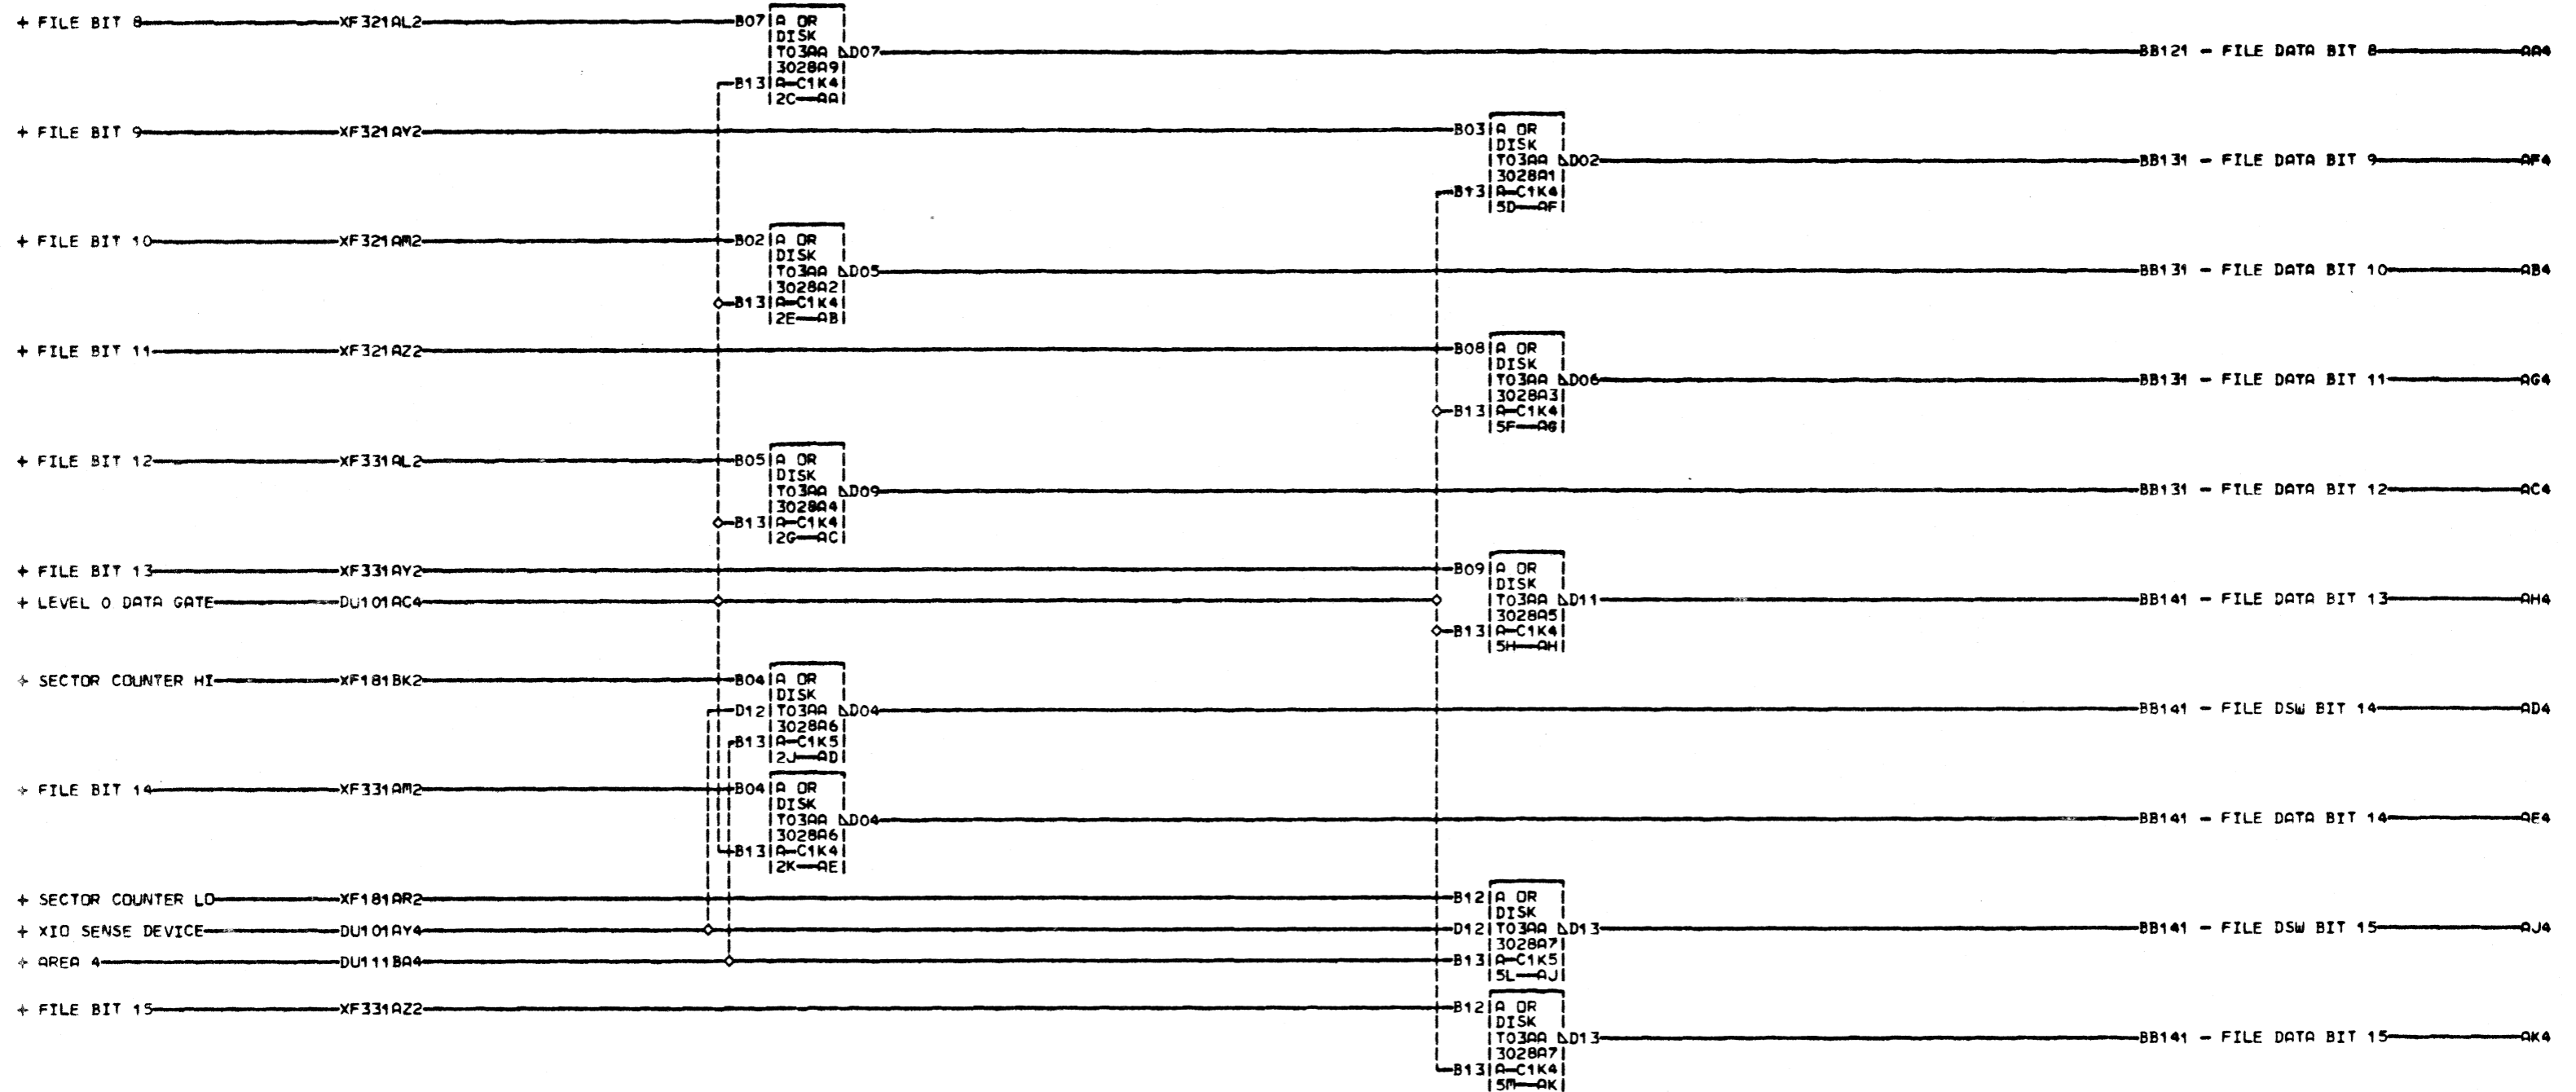 + FILE BIT 8 XF321AL2 B07 A OR
DISK
T03AA D07 BB121 - FILE DATA BIT 8 AA4
3028A9
B13 A-C1K4
2C--AA
+ FILE BIT 9 XF321AY2 B03 A OR
DISK
T03AA D02 BB131 - FILE DATA BIT 9 AF4
3028A1
B13 A-C1K4
5D--AF
+ FILE BIT 10 XF321AM2 B02 A OR
DISK
T03AA D05 BB131 - FILE DATA BIT 10 AB4
3028A2
B13 A-C1K4
2E--AB
+ FILE BIT 11 XF321AZ2 B08 A OR
DISK
T03AA D06 BB131 - FILE DATA BIT 11 AG4
3028A3
B13 A-C1K4
5F--AG
+ FILE BIT 12 XF331AL2 B05 A OR
DISK
T03AA D09 BB131 - FILE DATA BIT 12 AC4
3028A4
B13 A-C1K4
2G--AC
+ FILE BIT 13 XF331AY2 B09 A OR
DISK
+ LEVEL 0 DATA GATE DU101AC4 T03AA D11 BB141 - FILE DATA BIT 13 AH4
3028A5
B13 A-C1K4
5H--AH
+ SECTOR COUNTER HI XF181BK2 B04 A OR
DISK
D12 T03AA D04 BB141 - FILE DSW BIT 14 AD4
3028A6
B13 A-C1K5
2J--AD
+ FILE BIT 14 XF331AM2 B04 A OR
DISK
T03AA D04 BB141 - FILE DATA BIT 14 AE4
3028A6
B13 A-C1K4
2K--AE
+ SECTOR COUNTER LO XF181AR2 B12 A OR
DISK
+ XIO SENSE DEVICE DU101AY4 D12 T03AA D13 BB141 - FILE DSW BIT 15 AJ4
3028A7
+ AREA 4 DU111BA4 B13 A-C1K5
5L--AJ
+ FILE BIT 15 XF331AZ2 B12 A OR
DISK
T03AA D13 BB141 - FILE DATA BIT 15 AK4
3028A7
B13 A-C1K4
5M--AK